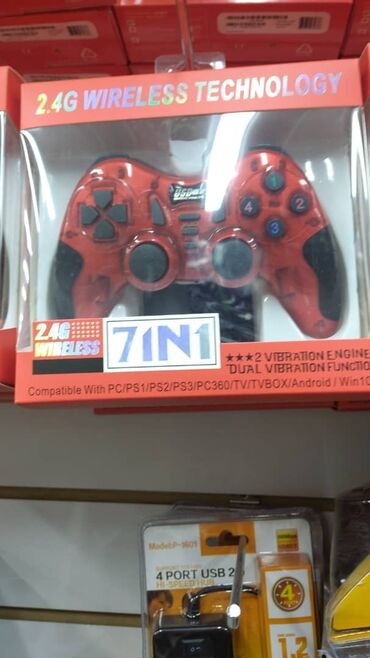 2.4G WIRELESS TECHNOLOGY
USD
1
4
2
3
2.4G
WIRELESS
7IN1
★★★2 VIBRATION ENGINE
DUAL VIBRATION FUNCTIO
Compatible With PC/PS1/PS2/PS3/PC360/TV/TVBOX/Android / Win10
Model:P-1601
4 PORT USB 2.
HI-SPEED HUB
4
1.2